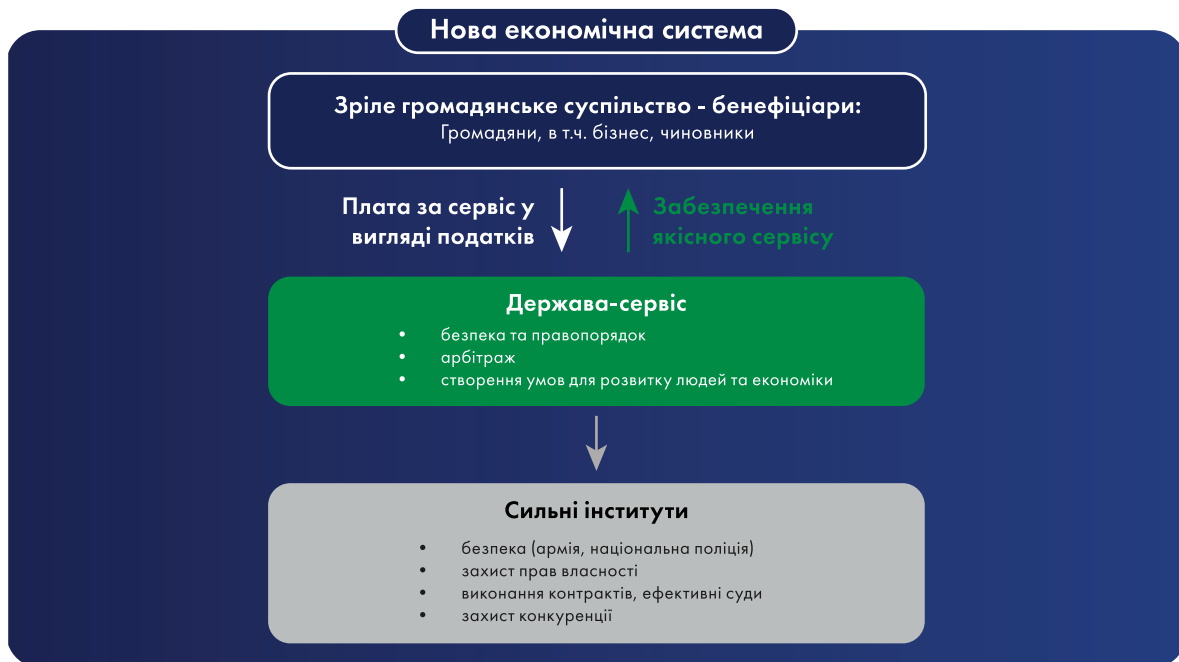 Нова економічна система
Зріле громадянське суспільство - бенефіціари:
Громадяни, в т.ч. бізнес, чиновники
Плата за сервіс у
вигляді податків
Забезпечення
якісного сервісу
Держава-сервіс
• безпека та правопорядок
• арбітраж
• створення умов для розвитку людей та економіки
Сильні інститути
• безпека (армія, національна поліція)
• захист прав власності
• виконання контрактів, ефективні суди
• захист конкуренції